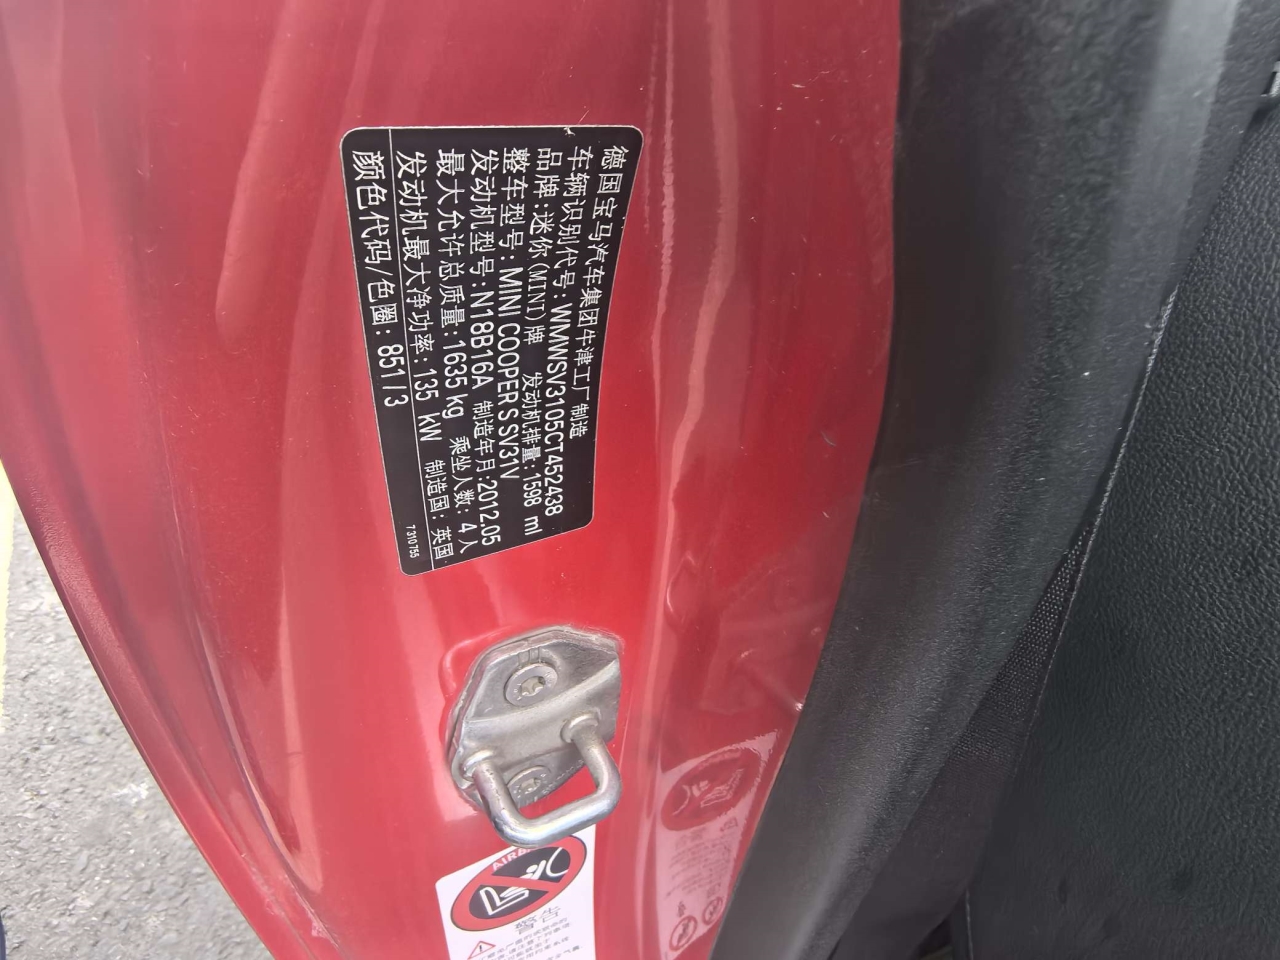 德国宝马汽车集团牛津工厂 制造
车辆识别代号: WMWSV3105CT452438
品牌:迷你(MINI)牌 发动机排量:1598 ml
整车型号: MINI COOPER S SV31V
发动机型号: N18B16A 制造年月:2012.05
最大允许总质量: 1635 kg 乘坐人数: 4人
发动机最大净功率: 135 kW 制造国: 英国
颜色代码/色圈: 851 / 3
7310755
AIRB
警告